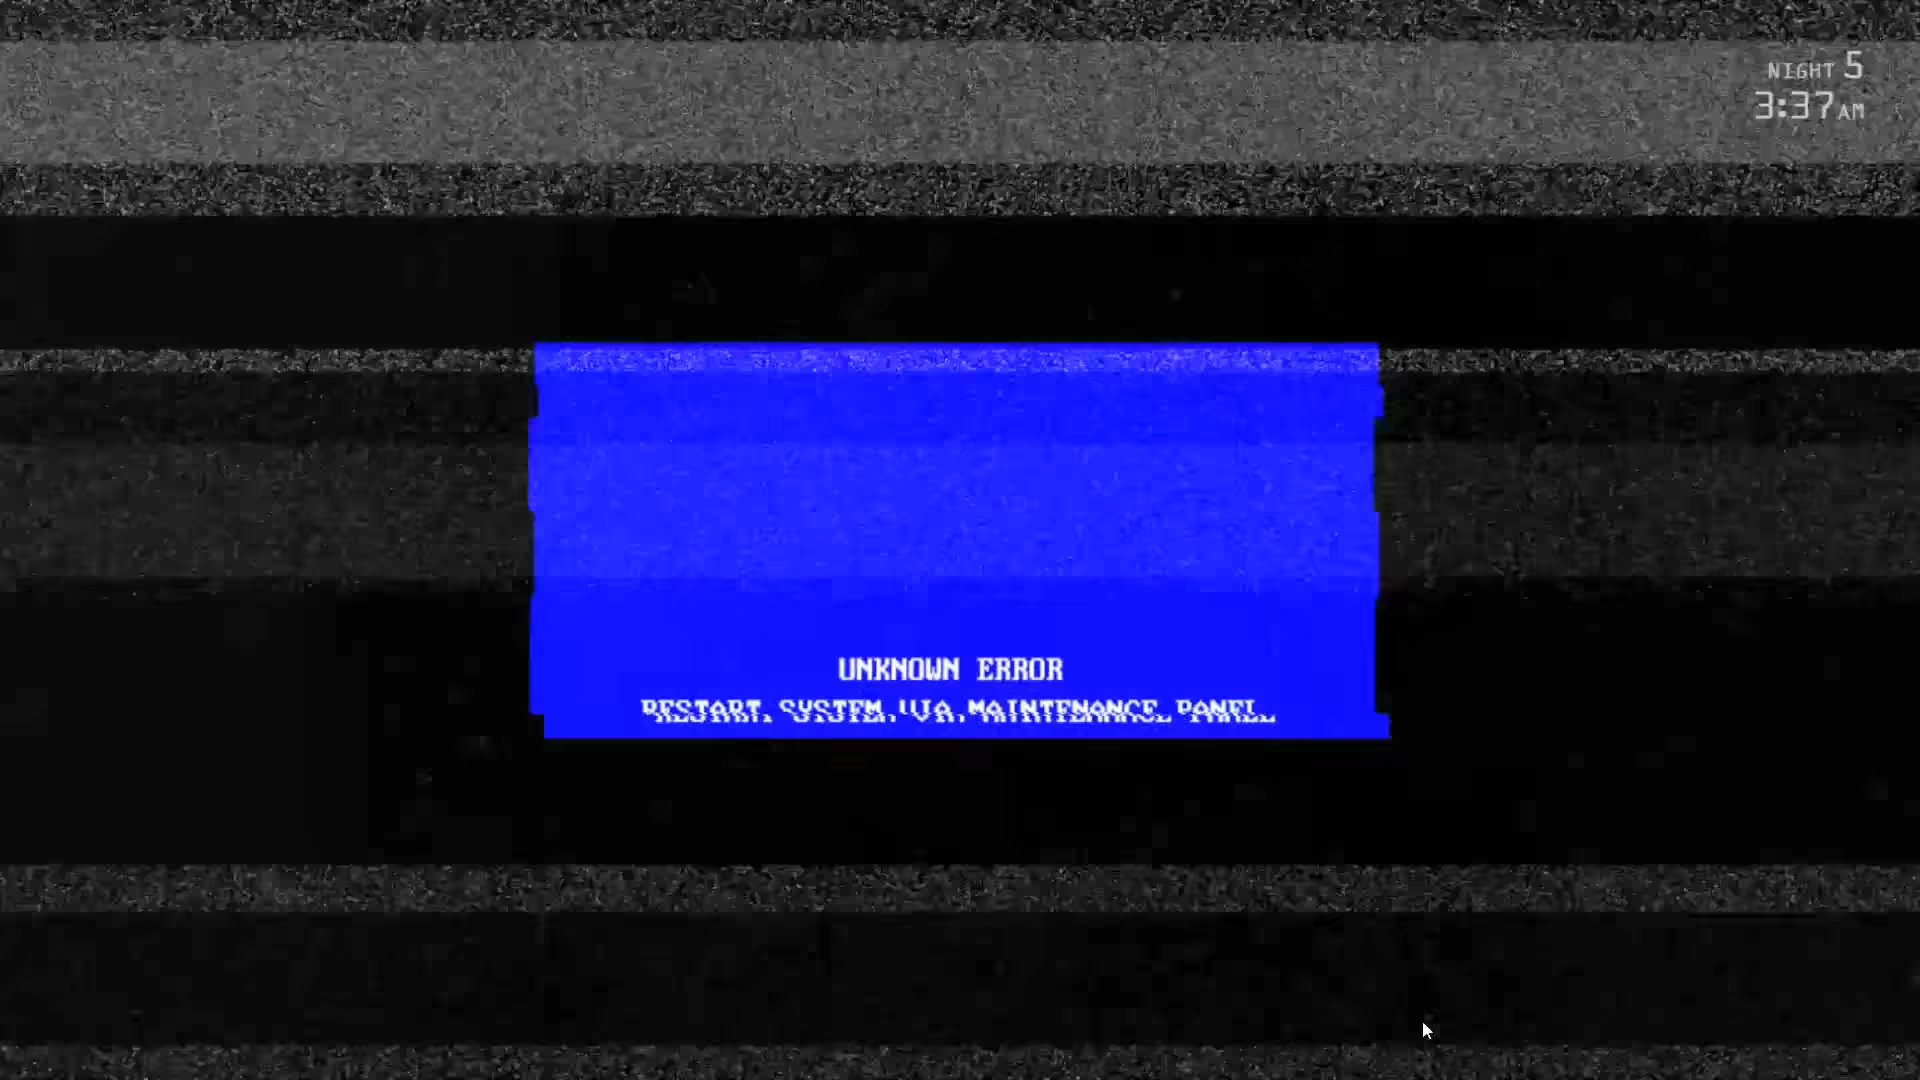 NIGHT 5
3:37AM
UNKNOWN ERROR
RESTART SYSTEM VIA MAINTENANCE PANEL